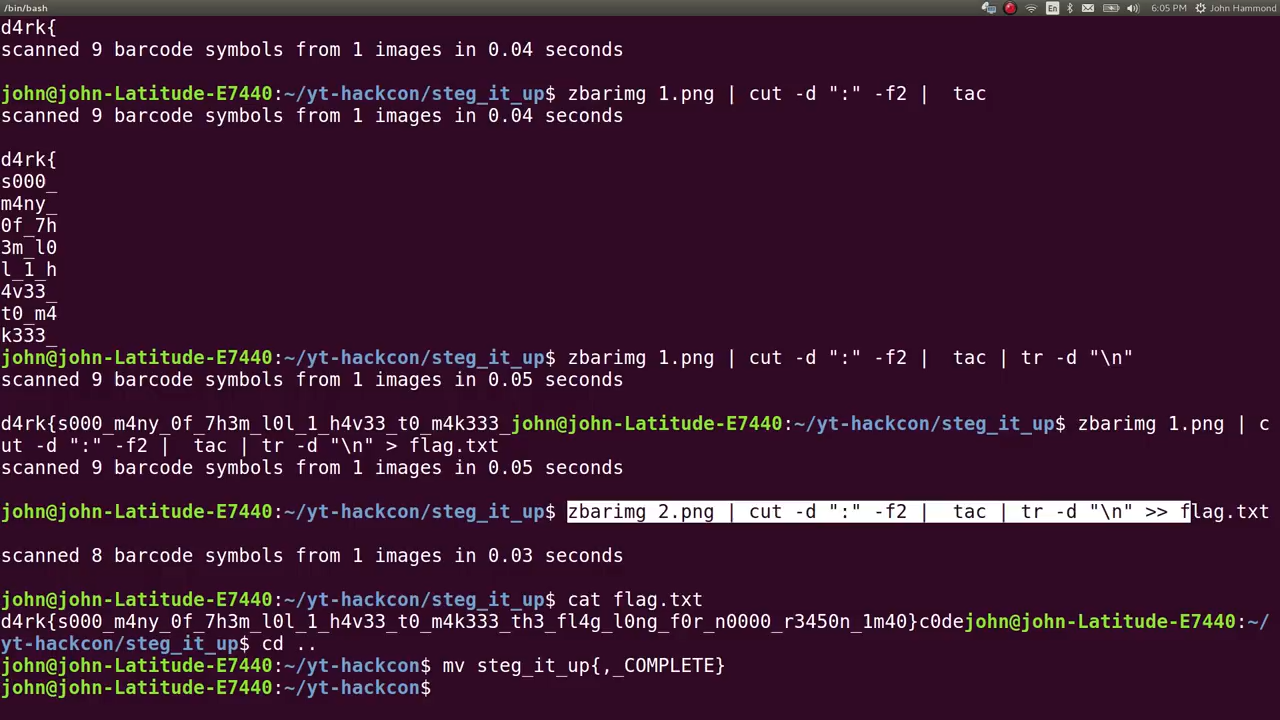 /bin/bash
En
6:05 PM
John Hammond
d4rk{
scanned 9 barcode symbols from 1 images in 0.04 seconds
john@john-Latitude-E7440:~/yt-hackcon/steg_it_up$ zbarimg 1.png | cut -d ":" -f2 |  tac
scanned 9 barcode symbols from 1 images in 0.04 seconds
d4rk{
s000_
m4ny_
0f_7h
3m_l0
l_1_h
4v33_
t0_m4
k333_
john@john-Latitude-E7440:~/yt-hackcon/steg_it_up$ zbarimg 1.png | cut -d ":" -f2 |  tac | tr -d "\n"
scanned 9 barcode symbols from 1 images in 0.05 seconds
d4rk{s000_m4ny_0f_7h3m_l0l_1_h4v33_t0_m4k333_john@john-Latitude-E7440:~/yt-hackcon/steg_it_up$ zbarimg 1.png | c
ut -d ":" -f2 |  tac | tr -d "\n" > flag.txt
scanned 9 barcode symbols from 1 images in 0.05 seconds
john@john-Latitude-E7440:~/yt-hackcon/steg_it_up$ zbarimg 2.png | cut -d ":" -f2 |  tac | tr -d "\n" >> flag.txt
scanned 8 barcode symbols from 1 images in 0.03 seconds
john@john-Latitude-E7440:~/yt-hackcon/steg_it_up$ cat flag.txt
d4rk{s000_m4ny_0f_7h3m_l0l_1_h4v33_t0_m4k333_th3_fl4g_l0ng_f0r_n0000_r3450n_1m40}c0dejohn@john-Latitude-E7440:~/
yt-hackcon/steg_it_up$ cd ..
john@john-Latitude-E7440:~/yt-hackcon$ mv steg_it_up{,_COMPLETE}
john@john-Latitude-E7440:~/yt-hackcon$